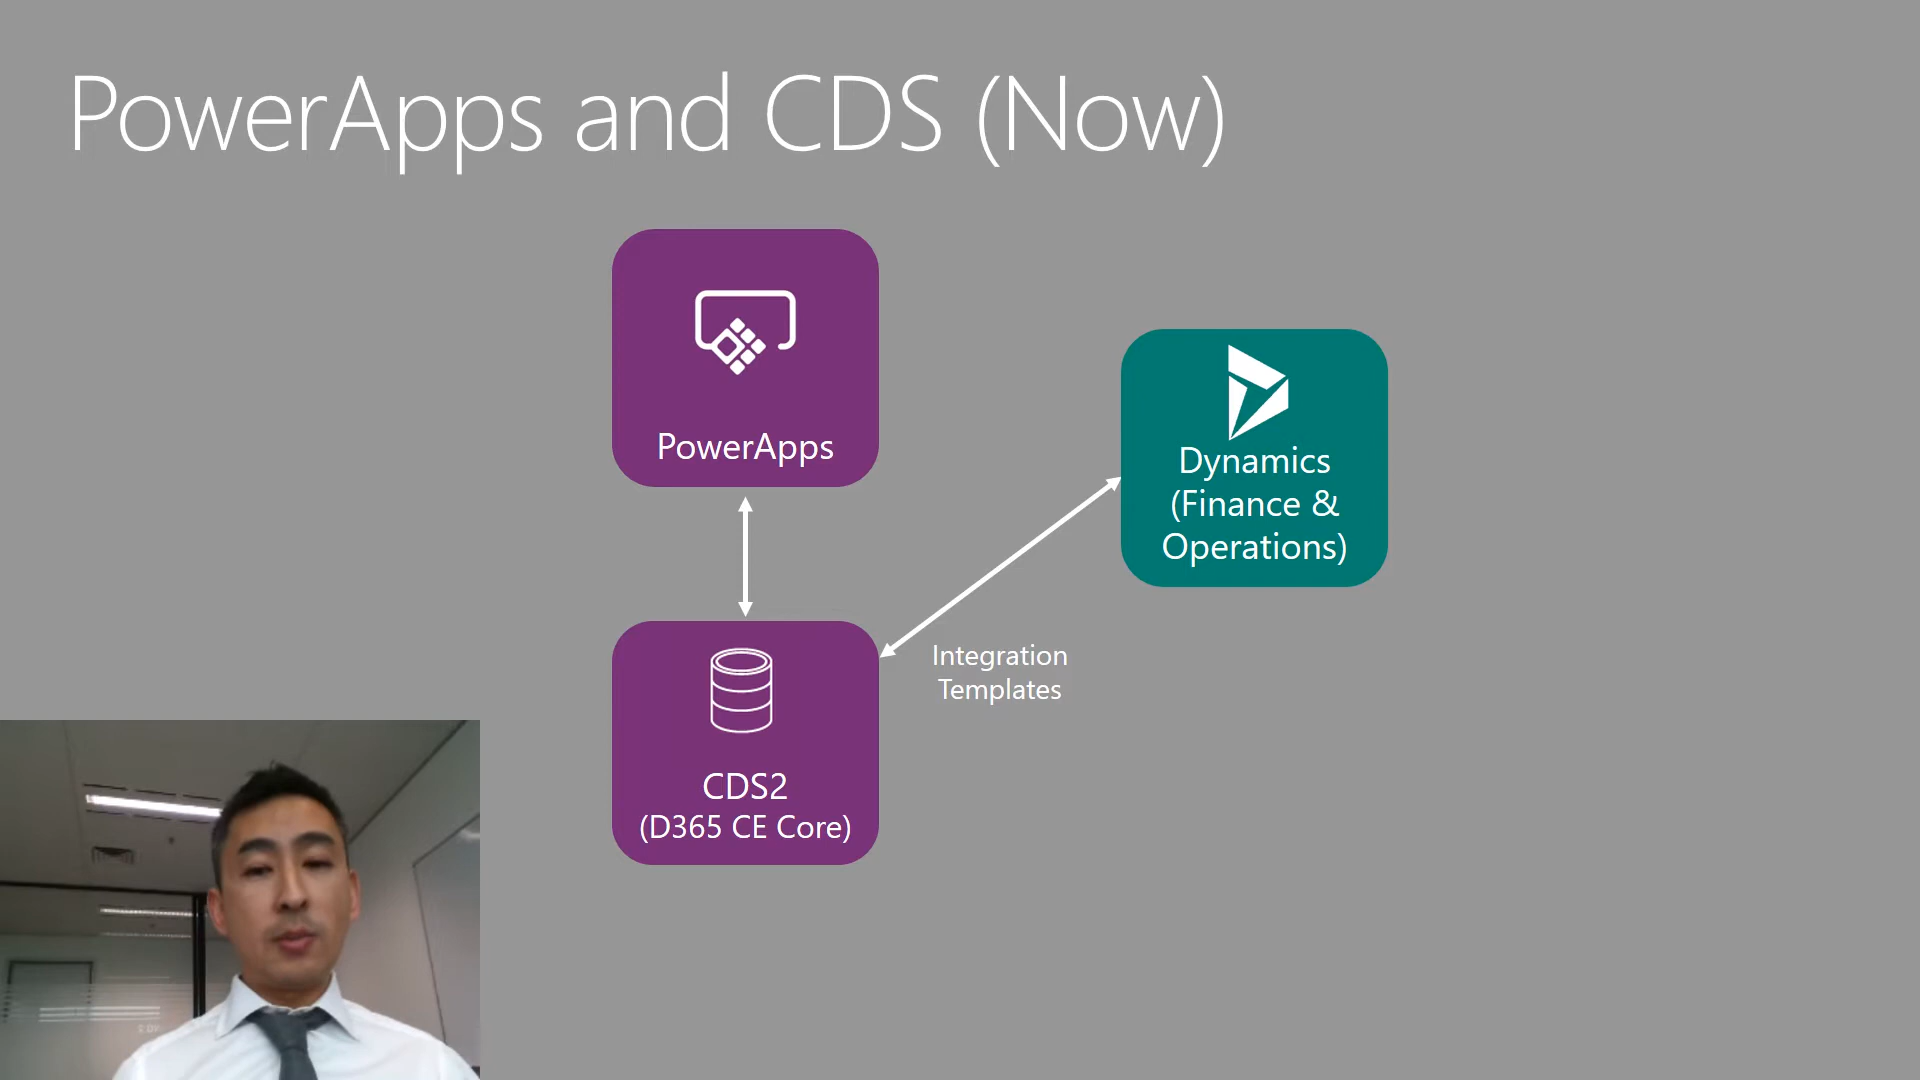 PowerApps and CDS (Now)
PowerApps
Dynamics
(Finance &
Operations)
Integration
Templates
CDS2
(D365 CE Core)